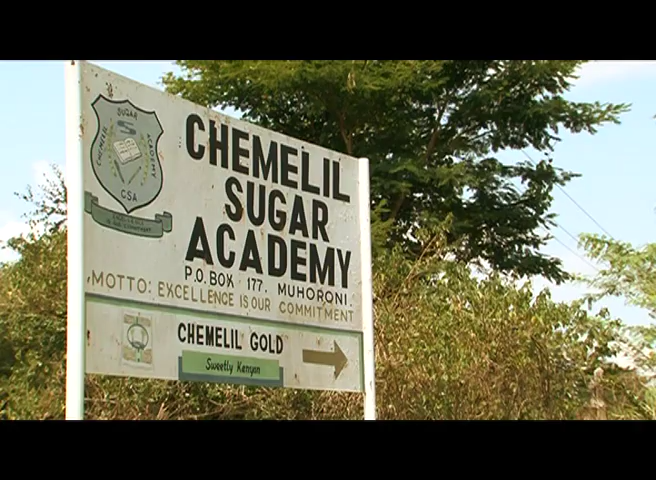 CHEMELIL SUGAR ACADEMY
CSA
CHEMELIL
SUGAR
ACADEMY
P.O.BOX 177, MUHORONI.
MOTTO: EXCELLENCE IS OUR COMMITMENT
CHEMELIL GOLD
Sweetly Kenyan